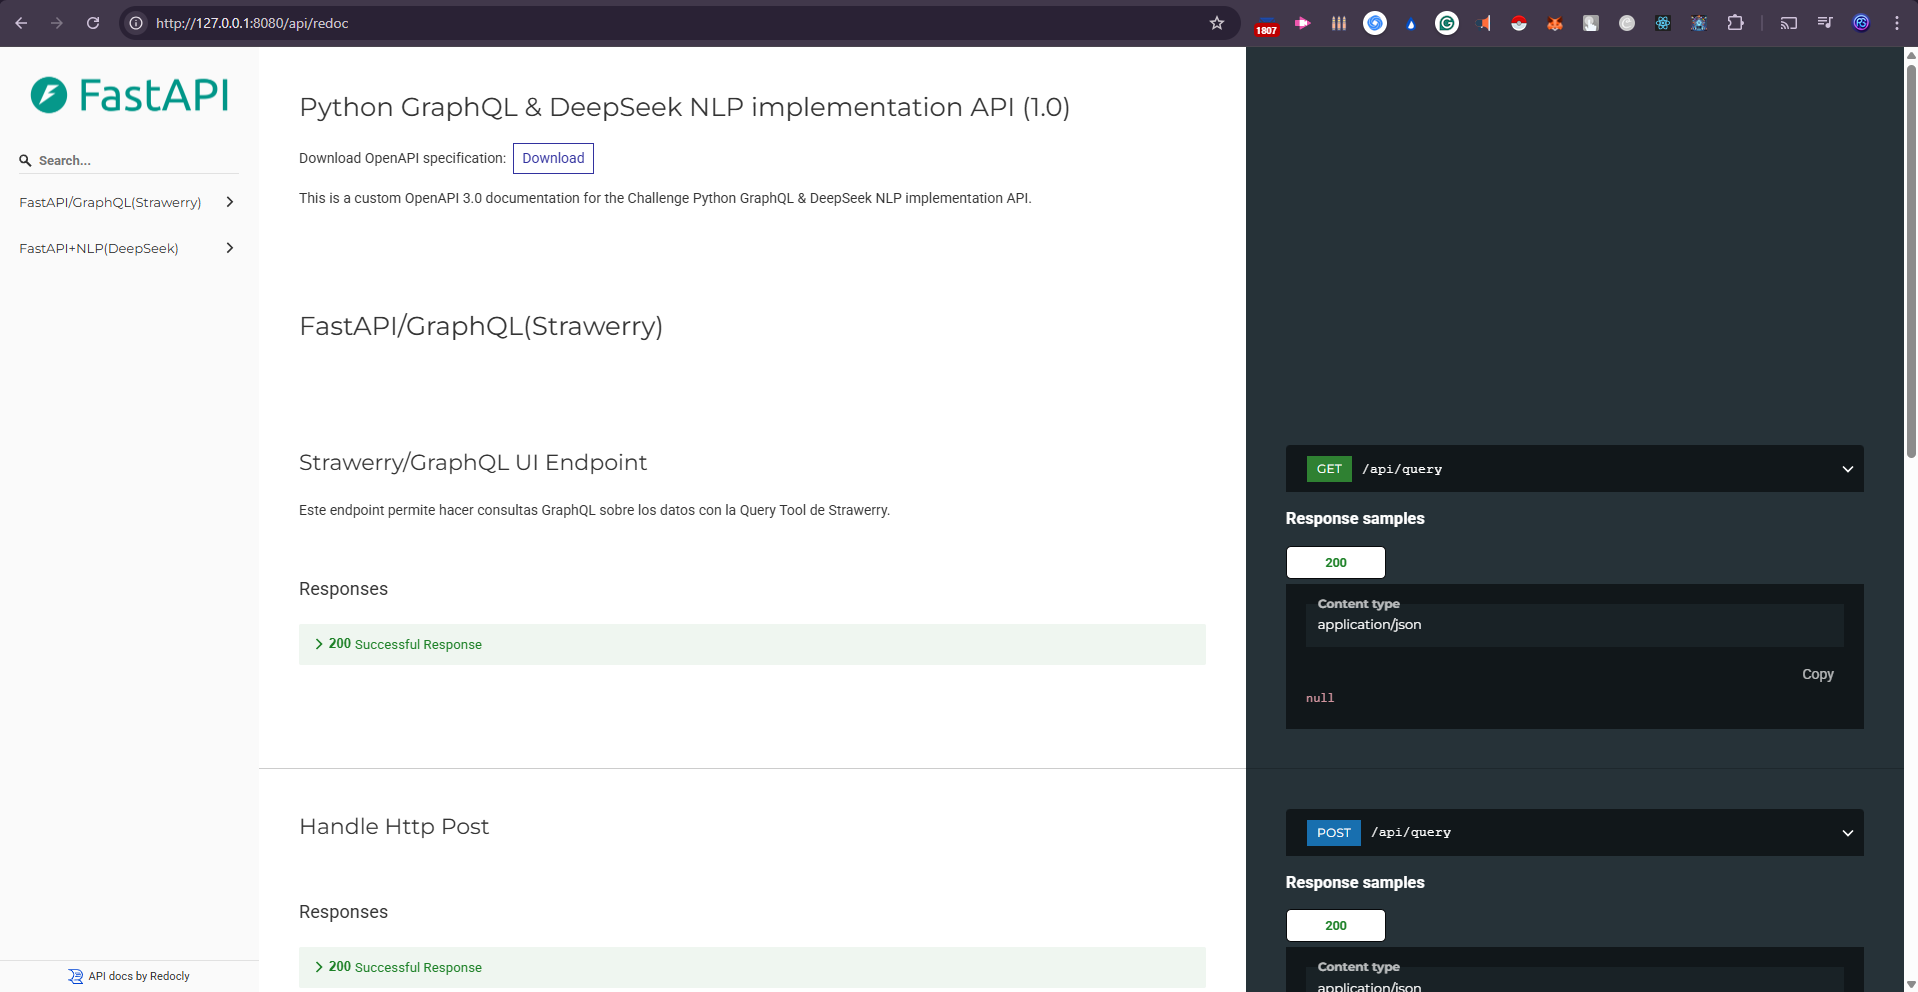 http://127.0.0.1:8080/api/redoc
1807
FastAPI
Search...
FastAPI/GraphQL(Strawerry)
FastAPI+NLP(DeepSeek)
API docs by Redocly
Python GraphQL & DeepSeek NLP implementation API (1.0)
Download OpenAPI specification: Download
This is a custom OpenAPI 3.0 documentation for the Challenge Python GraphQL & DeepSeek NLP implementation API.
FastAPI/GraphQL(Strawerry)
Strawerry/GraphQL UI Endpoint
Este endpoint permite hacer consultas GraphQL sobre los datos con la Query Tool de Strawerry.
Responses
200 Successful Response
GET /api/query
Response samples
200
Content type
application/json
Copy
null
Handle Http Post
Responses
200 Successful Response
POST /api/query
Response samples
200
Content type
application/json